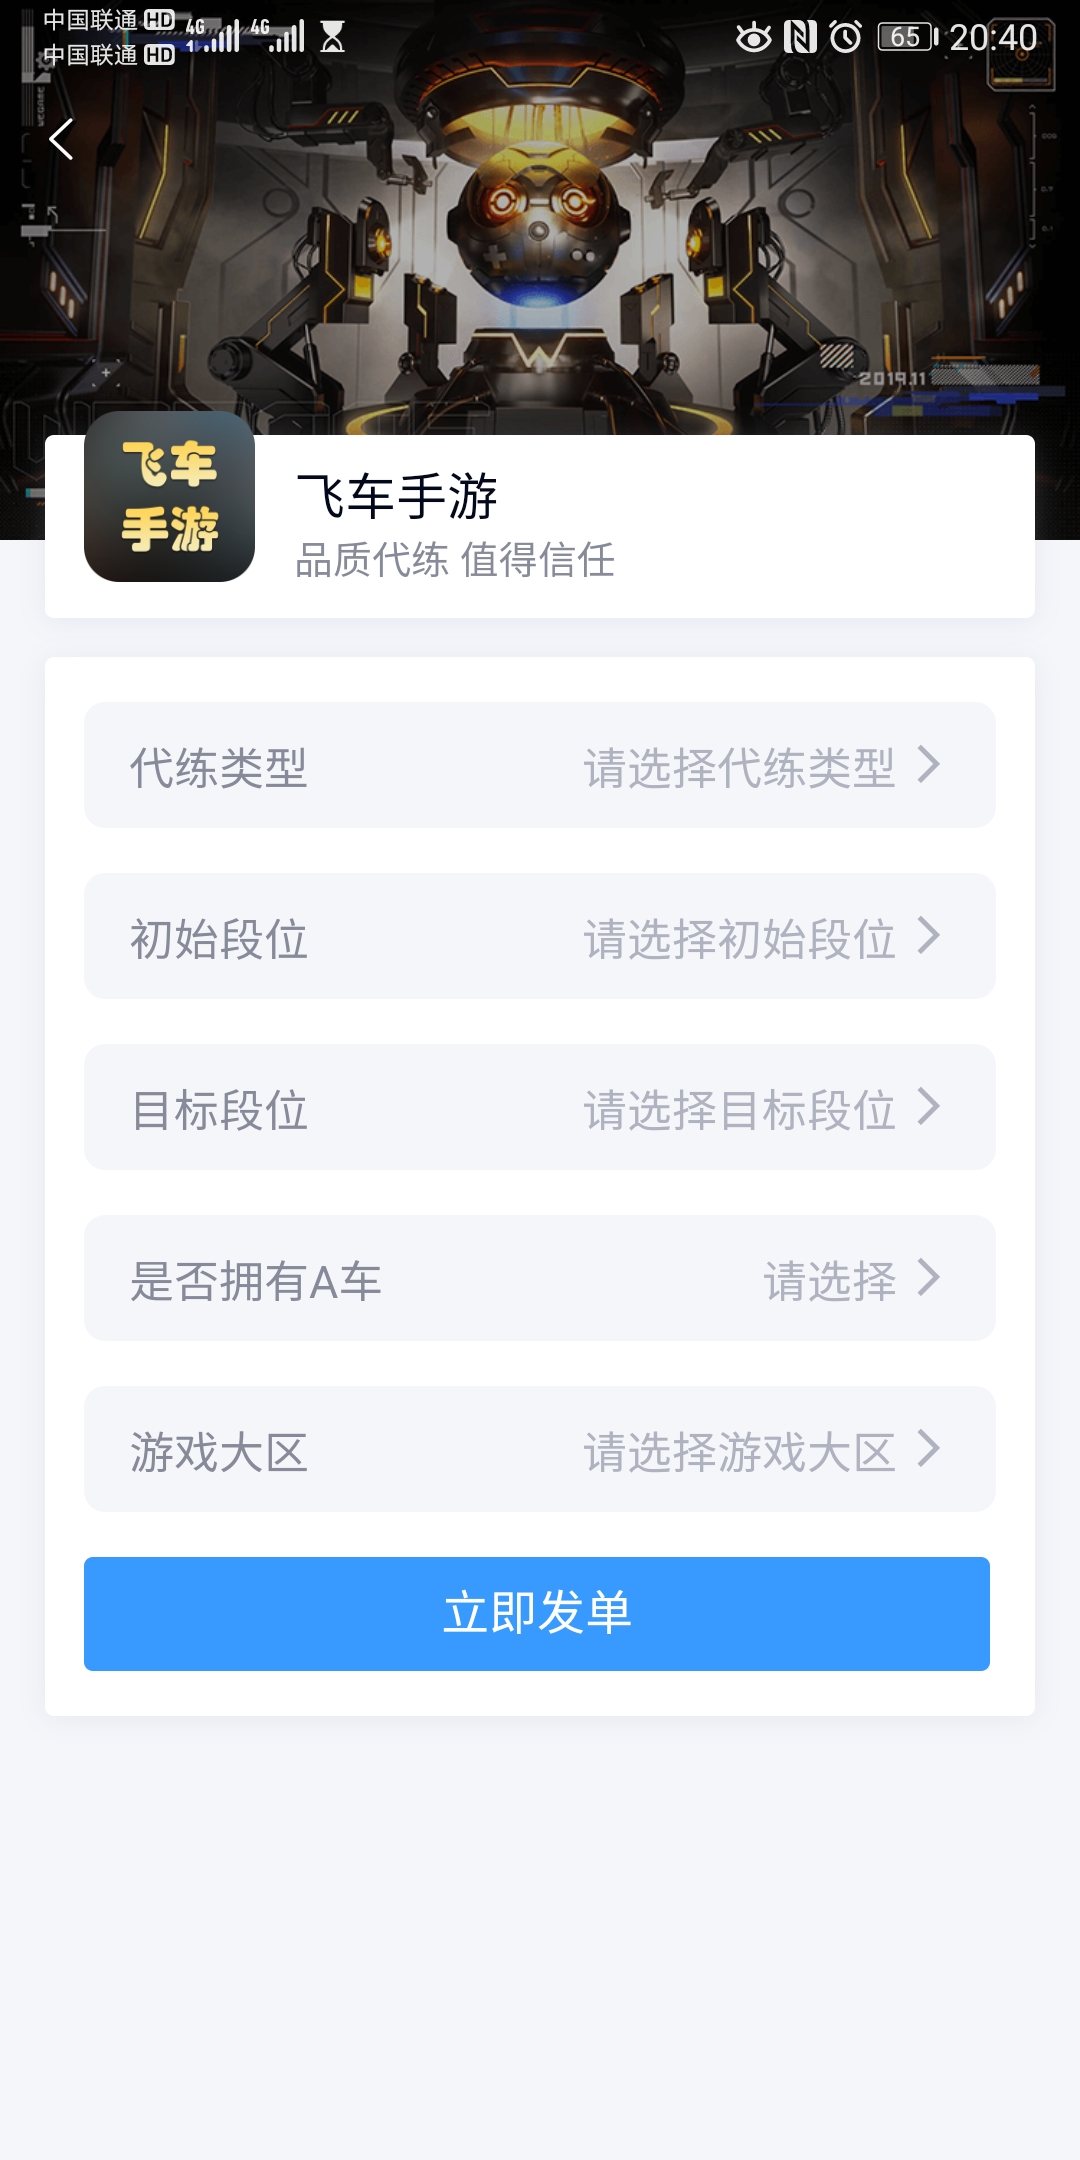 中国联通 HD 4G 4G 65 20:40
中国联通 HD
WEGAME
2019.11
飞车
手游
飞车手游
品质代练 值得信任
代练类型 请选择代练类型
初始段位 请选择初始段位
目标段位 请选择目标段位
是否拥有A车 请选择
游戏大区 请选择游戏大区
立即发单